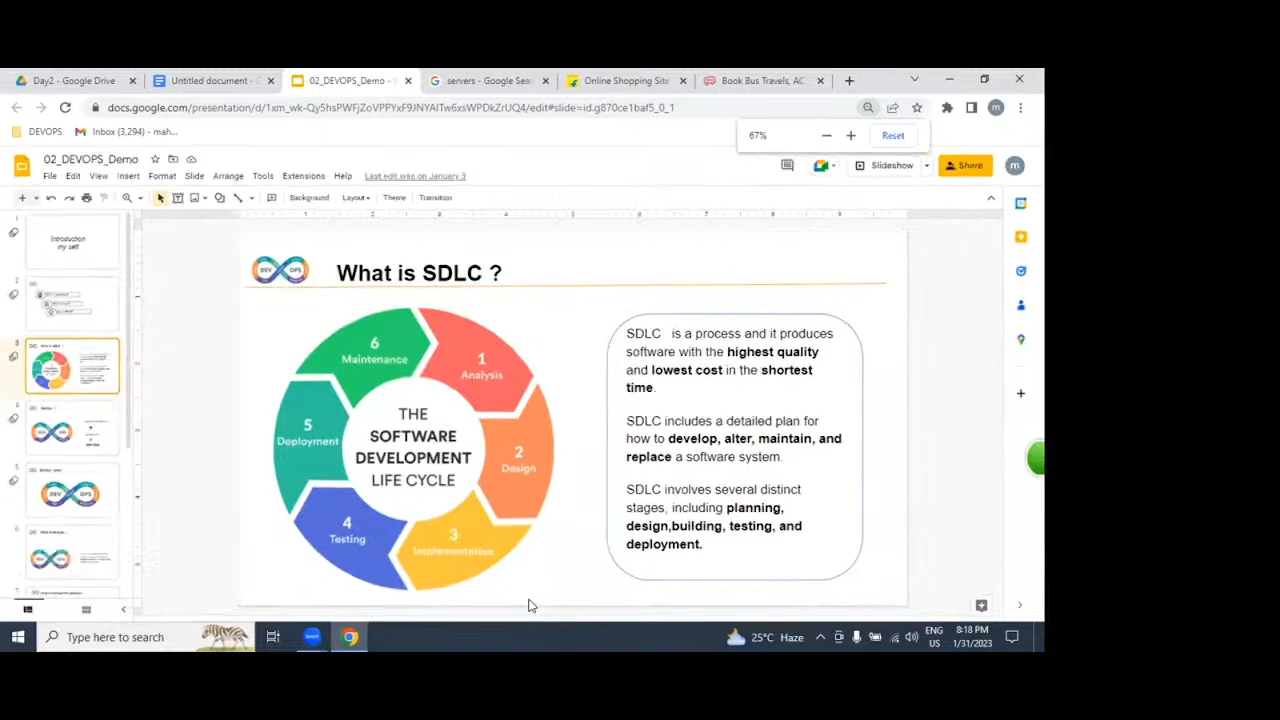 Day2 - Google Drive
Untitled document -
02_DEVOPS_Demo -
servers - Google Sear
Online Shopping Site
Book Bus Travels, AC
docs.google.com/presentation/d/1xm_wk-Qy5hsPWFjZoVPPYxF9JNYAITw6xsWPDkZrUQ4/edit#slide=id.g870ce1baf5_0_1
DEVOPS
Inbox (3,294) - mah...
67%
Reset
02_DEVOPS_Demo
File Edit View Insert Format Slide Arrange Tools Extensions Help
Last edit was on January 3
Slideshow
Share
m
Background Layout Theme Transition
Introduction
my self
DEV OPS
What is SDLC ?
1
Analysis
2
Design
3
Implementation
4
Testing
5
Deployment
6
Maintenance
THE
SOFTWARE
DEVELOPMENT
LIFE CYCLE
SDLC is a process and it produces
software with the highest quality
and lowest cost in the shortest
time.
SDLC includes a detailed plan for
how to develop, alter, maintain, and
replace a software system.
SDLC involves several distinct
stages, including planning,
design,building, testing, and
deployment.
Type here to search
25°C Haze
ENG
US
8:18 PM
1/31/2023